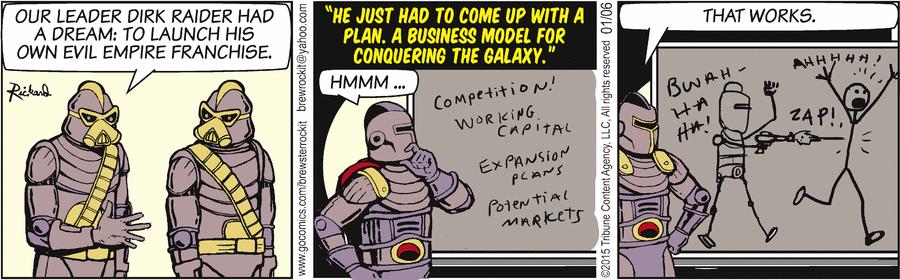 OUR LEADER DIRK RAIDER HAD
A DREAM: TO LAUNCH HIS
OWN EVIL EMPIRE FRANCHISE.
Rickard
www.gocomics.com/brewsterrockit brewrockit@yahoo.com
"HE JUST HAD TO COME UP WITH A
PLAN. A BUSINESS MODEL FOR
CONQUERING THE GALAXY."
HMMM ...
COMPETITION!
WORKING
CAPITAL
EXPANSION
PLANS
POTENTIAL
MARKETS
©2015 Tribune Content Agency, LLC. All rights reserved 01/06
THAT WORKS.
BWAH-
HA
HA!
ZAP!!
AHHHHH!